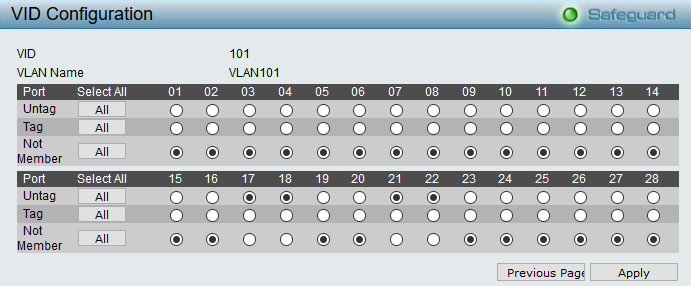 VID Configuration Safeguard
VID 101
VLAN Name VLAN101
Port Select All 01 02 03 04 05 06 07 08 09 10 11 12 13 14
Untag All
Tag All
Not Member All
Port Select All 15 16 17 18 19 20 21 22 23 24 25 26 27 28
Untag All
Tag All
Not Member All
Previous Page Apply